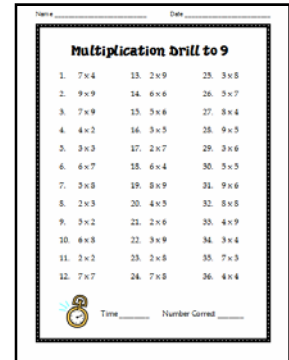 Name Date
Multiplication Drill to 9
1. 7 x 4 13. 2 x 9 25. 3 x 8
2. 9 x 9 14. 6 x 6 26. 5 x 7
3. 7 x 9 15. 5 x 6 27. 8 x 4
4. 4 x 2 16. 3 x 5 28. 9 x 5
5. 3 x 3 17. 2 x 7 29. 3 x 6
6. 6 x 7 18. 6 x 4 30. 5 x 5
7. 5 x 8 19. 8 x 9 31. 9 x 6
8. 2 x 3 20. 4 x 5 32. 8 x 8
9. 5 x 2 21. 2 x 6 33. 4 x 9
10. 6 x 8 22. 3 x 9 34. 3 x 4
11. 2 x 2 23. 2 x 8 35. 7 x 3
12. 7 x 7 24. 7 x 8 36. 4 x 4
Time Number Correct